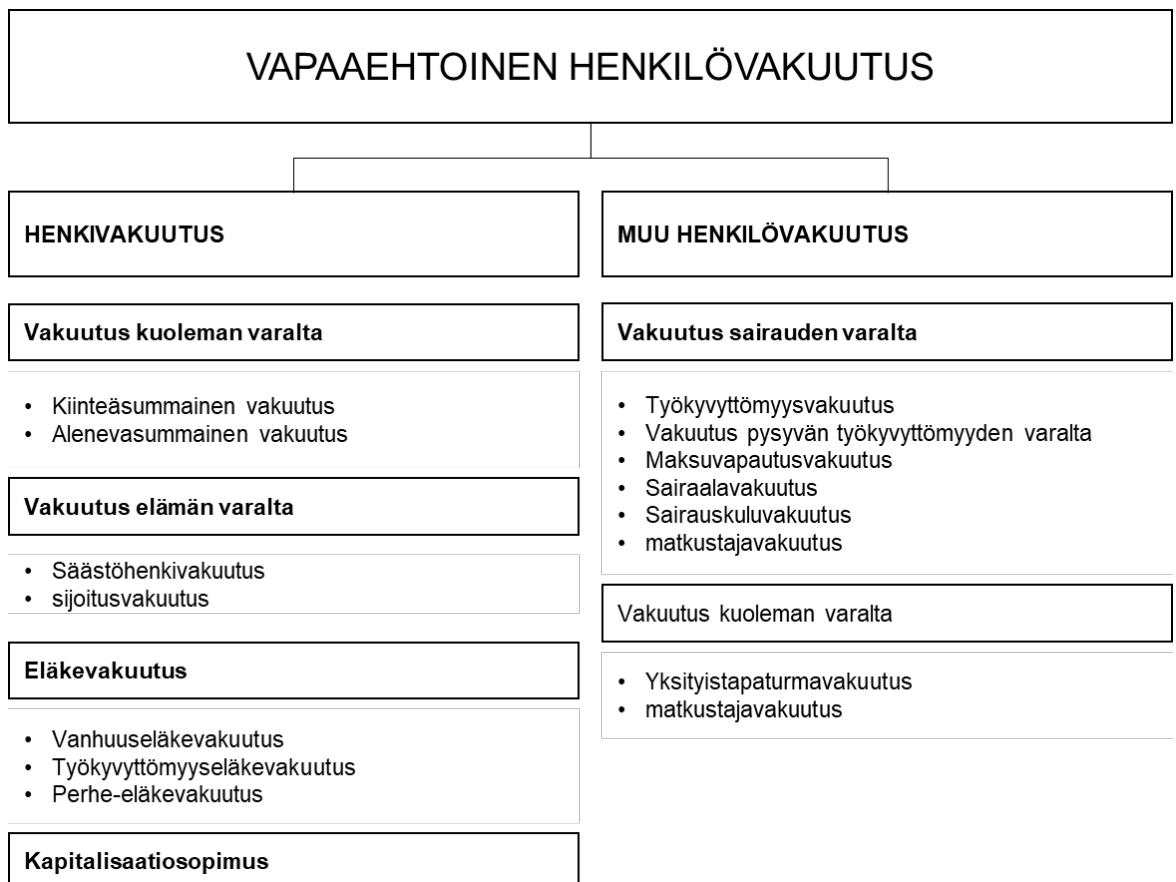 VAPAAEHTOINEN HENKILÖVAKUUTUS
HENKIVAKUUTUS
Vakuutus kuoleman varalta
• Kiinteäsummainen vakuutus
• Alenevasummainen vakuutus
Vakuutus elämän varalta
• Säästöhenkivakuutus
• sijoitusvakuutus
Eläkevakuutus
• Vanhuuseläkevakuutus
• Työkyvyttömyyseläkevakuutus
• Perhe-eläkevakuutus
Kapitalisaatiosopimus
MUU HENKILÖVAKUUTUS
Vakuutus sairauden varalta
• Työkyvyttömyysvakuutus
• Vakuutus pysyvän työkyvyttömyyden varalta
• Maksuvapautusvakuutus
• Sairaalavakuutus
• Sairauskuluvakuutus
• matkustajavakuutus
Vakuutus kuoleman varalta
• Yksityistapaturmavakuutus
• matkustajavakuutus